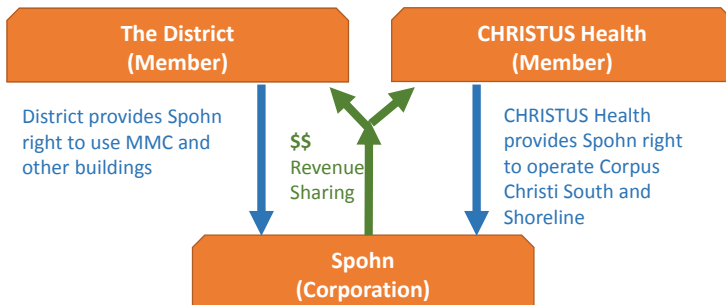 The District
(Member)
CHRISTUS Health
(Member)
District provides Spohn
right to use MMC and
other buildings
$$
Revenue
Sharing
CHRISTUS Health
provides Spohn right
to operate Corpus
Christi South and
Shoreline
Spohn
(Corporation)